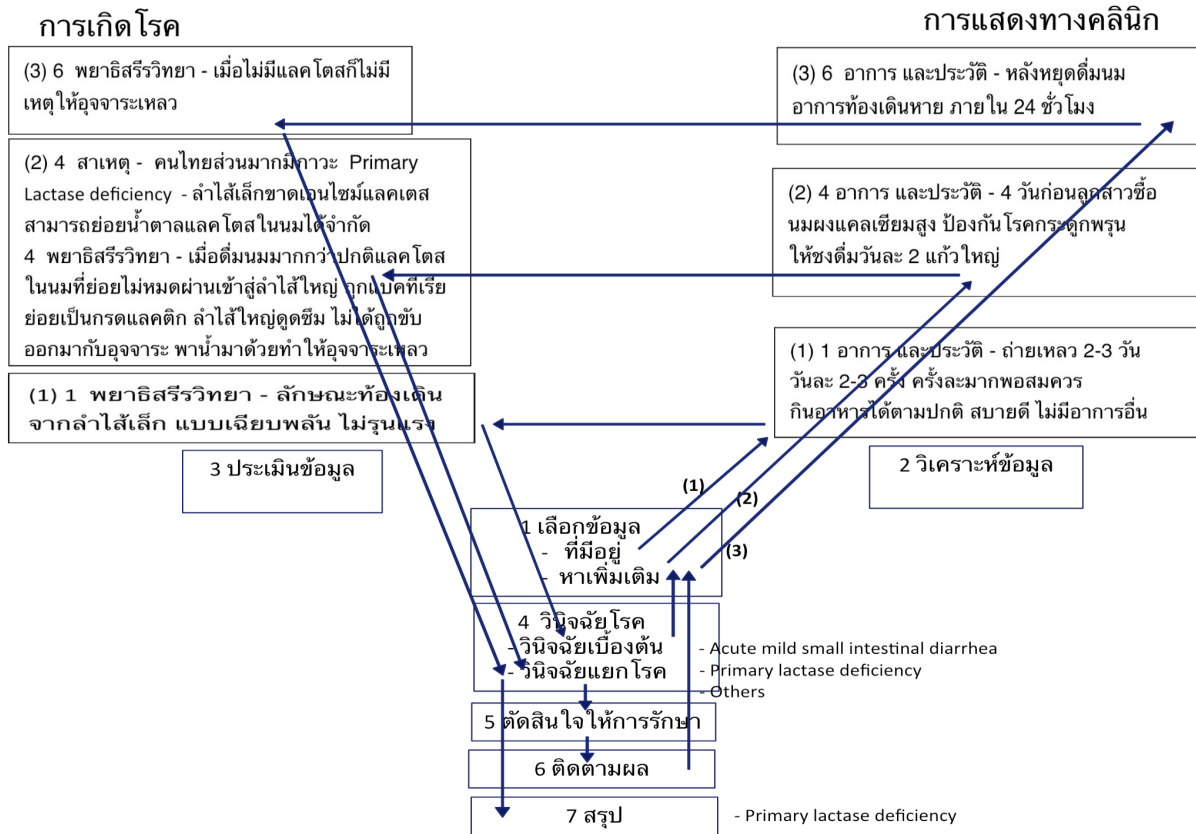 การเกิดโรค
(3) 6 พยาธิสรีรวิทยา - เมื่อไม่มีแลคโตสก็ไม่มี
เหตุให้อุจจาระเหลว
(2) 4 สาเหตุ - คนไทยส่วนมากมีภาวะ Primary
Lactase deficiency - ลำไส้เล็กขาดเอนไซม์แลคเตส
สามารถย่อยน้ำตาลแลคโตสในนมได้จำกัด
4 พยาธิสรีรวิทยา - เมื่อดื่มนมมากกว่าปกติแลคโตส
ในนมที่ย่อยไม่หมดผ่านเข้าสู่ลำไส้ใหญ่ ถูกแบคทีเรีย
ย่อยเป็นกรดแลคติก ลำไส้ใหญ่ดูดซึม ไม่ได้ถูกขับ
ออกมากับอุจจาระ พาน้ำมาด้วยทำให้อุจจาระเหลว
(1) 1 พยาธิสรีรวิทยา - ลักษณะท้องเดิน
จากลำไส้เล็ก แบบเฉียบพลัน ไม่รุนแรง
3 ประเมินข้อมูล
การแสดงทางคลินิก
(3) 6 อาการ และประวัติ - หลังหยุดดื่มนม
อาการท้องเดินหาย ภายใน 24 ชั่วโมง
(2) 4 อาการ และประวัติ - 4 วันก่อนลูกสาวซื้อ
นมผงแคลเซียมสูง ป้องกันโรคกระดูกพรุน
ให้ชงดื่มวันละ 2 แก้วใหญ่
(1) 1 อาการ และประวัติ - ถ่ายเหลว 2-3 วัน
วันละ 2-3 ครั้ง ครั้งละมากพอสมควร
กินอาหารได้ตามปกติ สบายดี ไม่มีอาการอื่น
2 วิเคราะห์ข้อมูล
(1)
(2)
(3)
1 เลือกข้อมูล
- ที่มีอยู่
- หาเพิ่มเติม
4 วินิจฉัยโรค
- วินิจฉัยเบื้องต้น
- วินิจฉัยแยกโรค
- Acute mild small intestinal diarrhea
- Primary lactase deficiency
- Others
5 ตัดสินใจให้การรักษา
6 ติดตามผล
7 สรุป
- Primary lactase deficiency